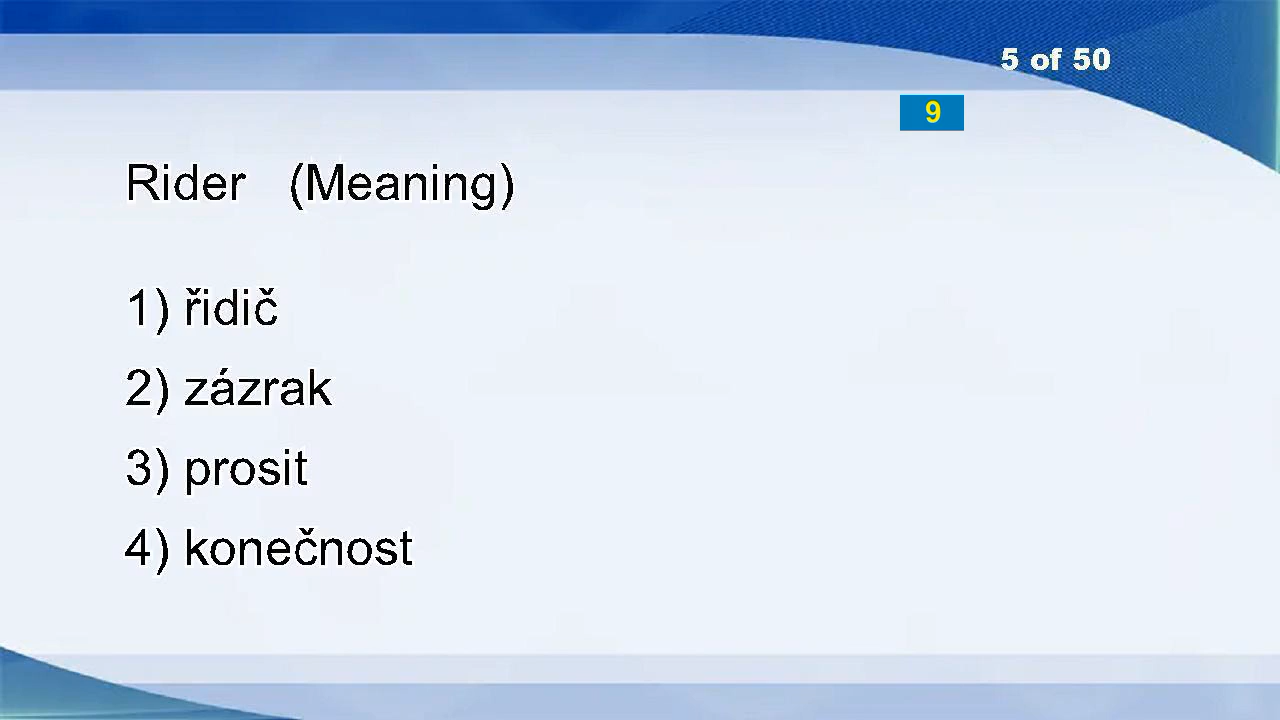 5 of 50
9
Rider (Meaning)
1) řidič
2) zázrak
3) prosit
4) konečnost